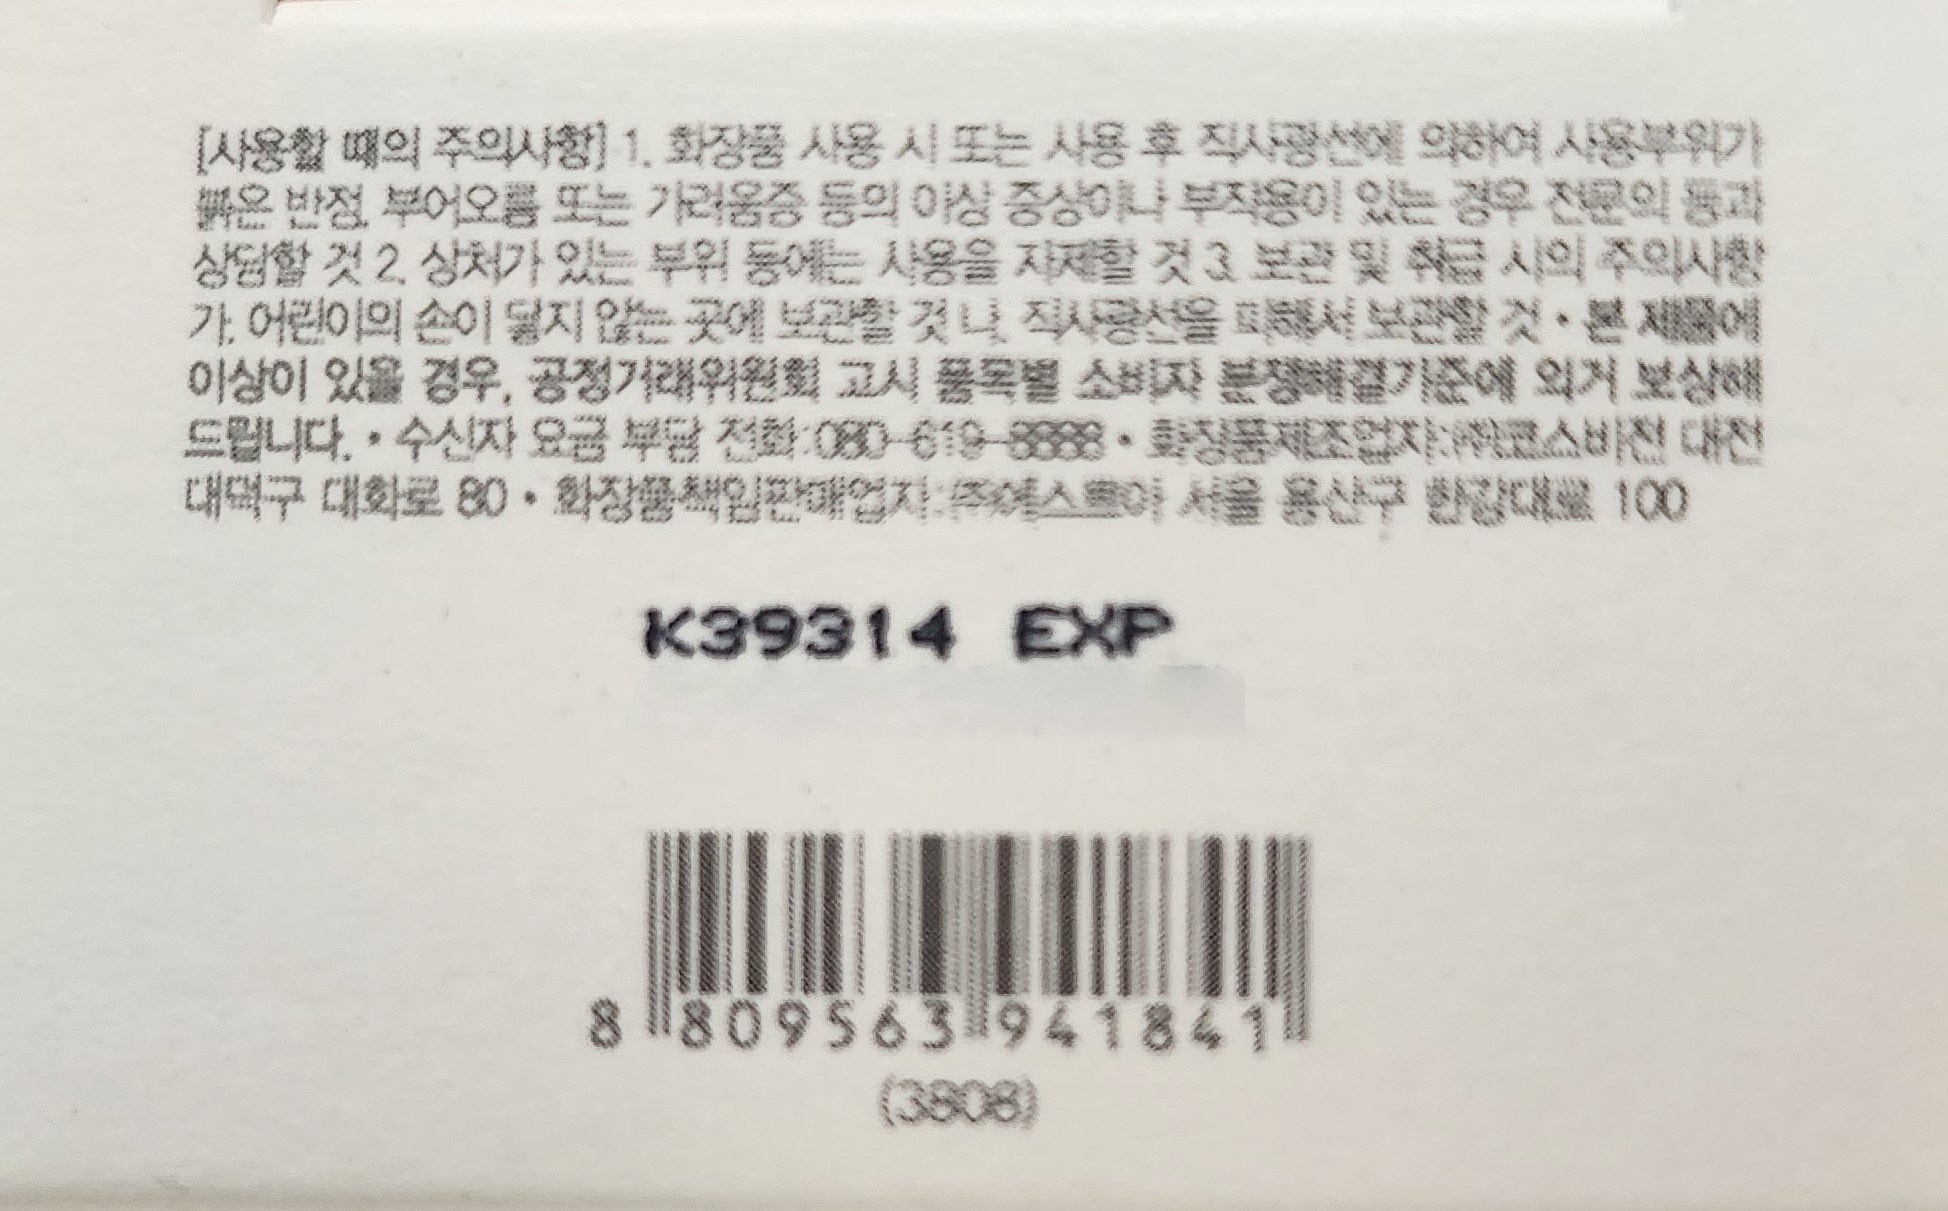 [사용할 때의 주의사항] 1. 화장품 사용 시 또는 사용 후 직사광선에 의하여 사용부위가
붉은 반점, 부어오름 또는 가려움증 등의 이상 증상이나 부작용이 있는 경우 전문의 등과
상담할 것 2. 상처가 있는 부위 등에는 사용을 자제할 것 3. 보관 및 취급 시의 주의사항
가. 어린이의 손이 닿지 않는 곳에 보관할 것 나. 직사광선을 피해서 보관할 것 • 본 제품에
이상이 있을 경우, 공정거래위원회 고시 품목별 소비자 분쟁해결기준에 의거 보상해
드립니다. • 수신자 요금 부담 전화:080-619-8888 • 화장품제조업자:㈜코스비전 대전
대덕구 대화로 80 • 화장품책임판매업자:㈜에스트라 서울 용산구 한강대로 100
K39314 EXP
8 809563 941841
(3808)